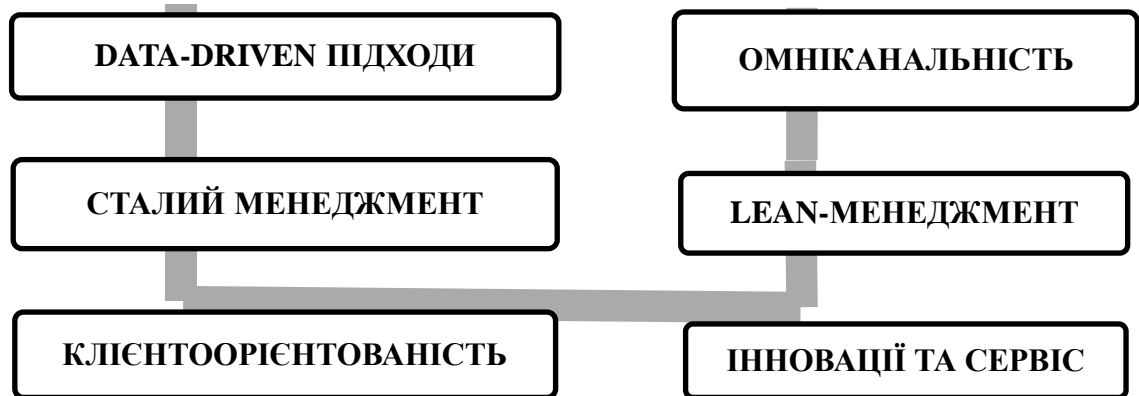 DATA-DRIVEN ПІДХОДИ
ОМНІКАНАЛЬНІСТЬ
СТАЛИЙ МЕНЕДЖМЕНТ
LEAN-МЕНЕДЖМЕНТ
КЛІЄНТООРІЄНТОВАНІСТЬ
ІННОВАЦІЇ ТА СЕРВІС